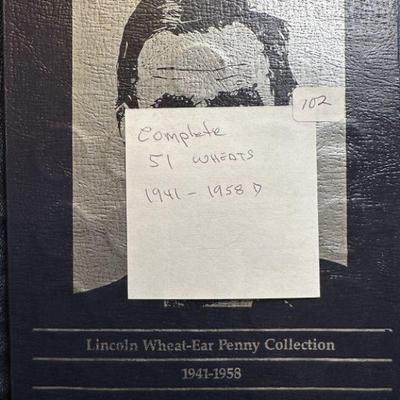 102
Complete
51 WHEATS
1941 - 1958 D
Lincoln Wheat-Ear Penny Collection
1941-1958